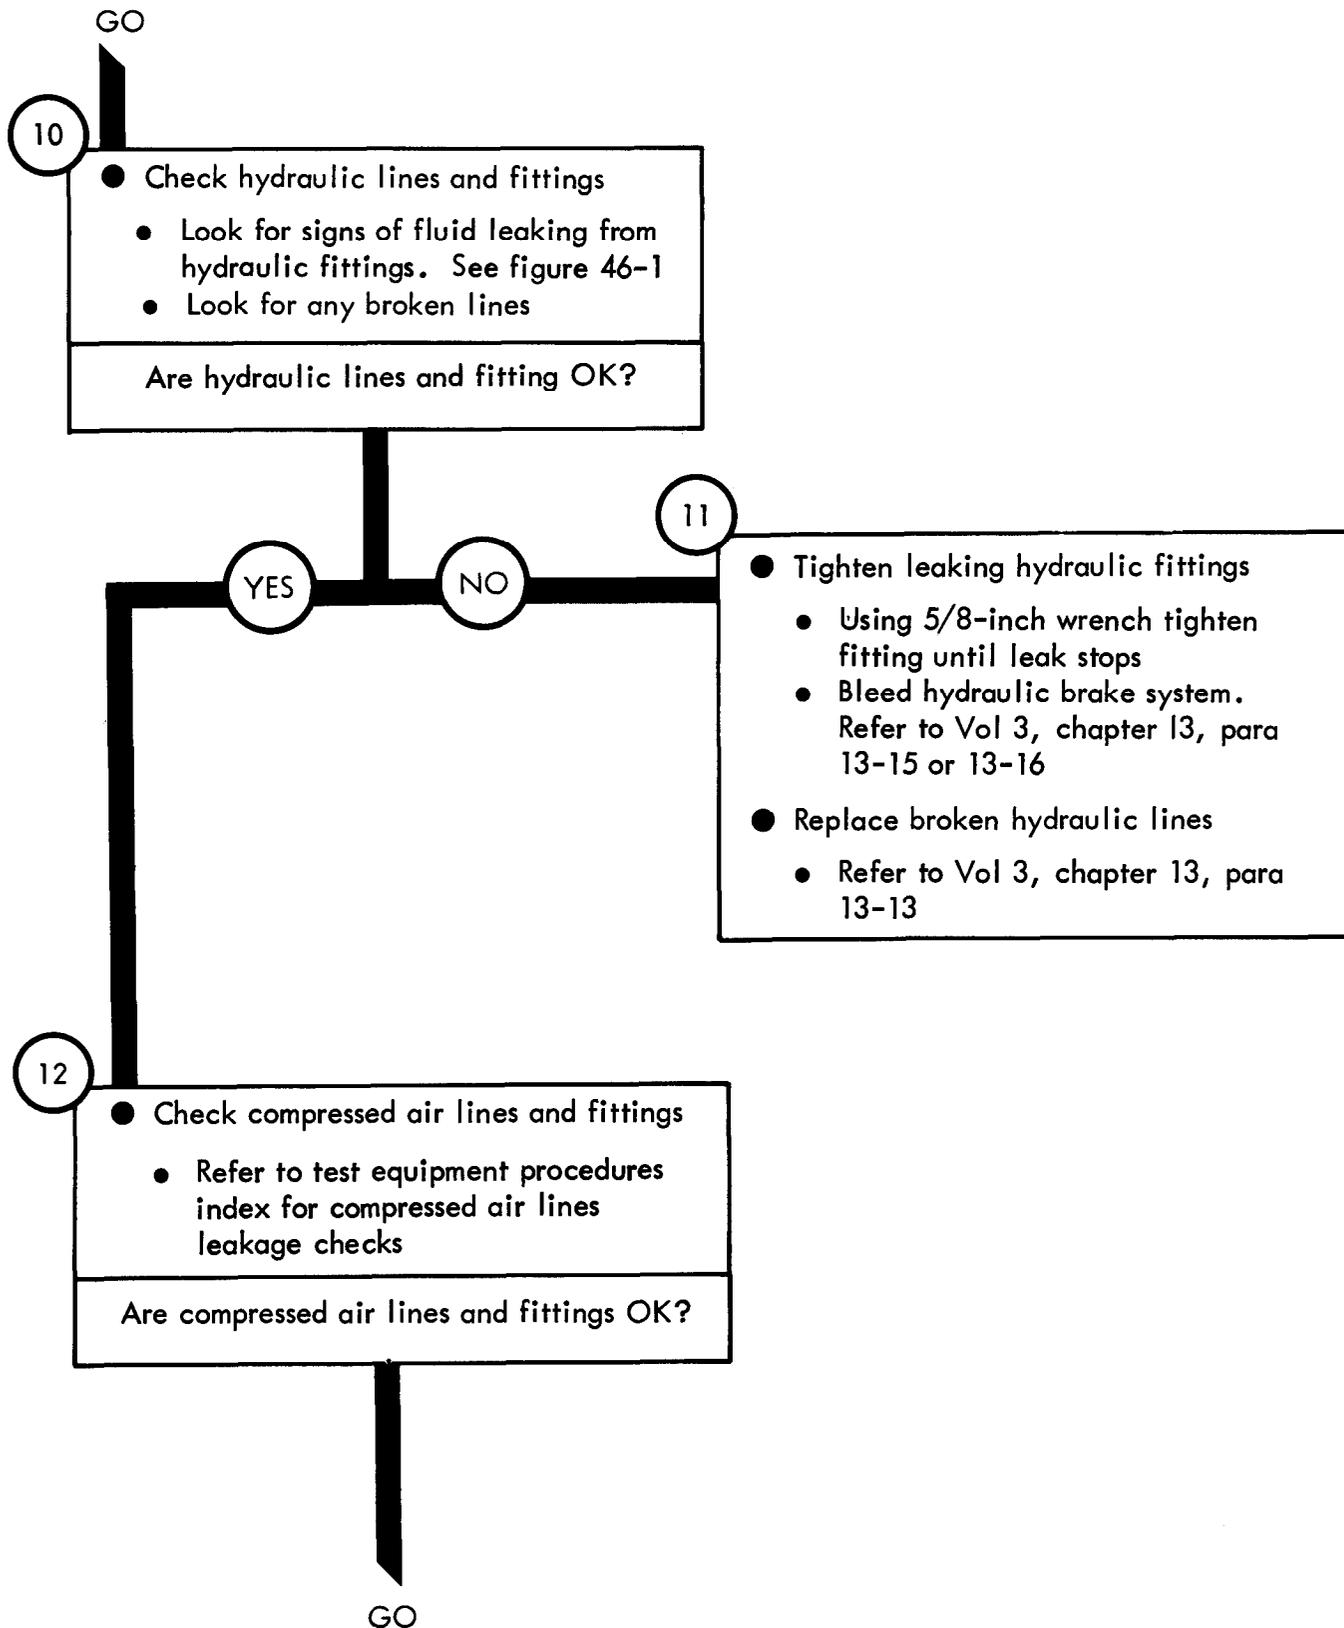 GO
10
● Check hydraulic lines and fittings
● Look for signs of fluid leaking from
hydraulic fittings. See figure 46-1
● Look for any broken lines
Are hydraulic lines and fitting OK?
YES
NO
11
● Tighten leaking hydraulic fittings
● Using 5/8-inch wrench tighten
fitting until leak stops
● Bleed hydraulic brake system.
Refer to Vol 3, chapter 13, para
13-15 or 13-16
● Replace broken hydraulic lines
● Refer to Vol 3, chapter 13, para
13-13
12
● Check compressed air lines and fittings
● Refer to test equipment procedures
index for compressed air lines
leakage checks
Are compressed air lines and fittings OK?
GO